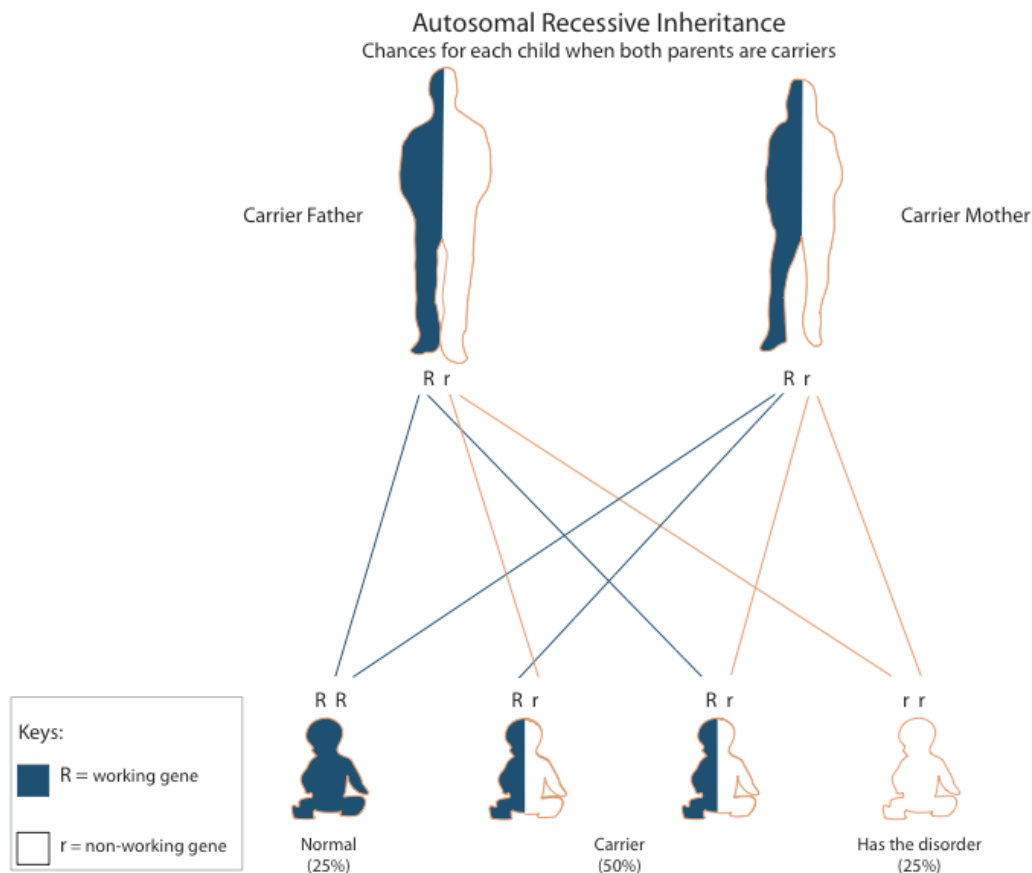 Autosomal Recessive Inheritance
Chances for each child when both parents are carriers
Carrier Father
Carrier Mother
R r
R r
R R
R r
R r
r r
Keys:
R = working gene
r = non-working gene
Normal
(25%)
Carrier
(50%)
Has the disorder
(25%)